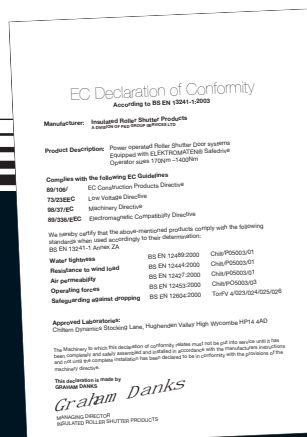 EC Declaration of Conformity
According to BS EN 13241-1:2003
Manufacturer: Insulated Roller Shutter Products
A DIVISION OF FED GROUP SERVICES LTD
Product Description: Power operated Roller Shutter Door systems
Equipped with ELEKTROMATEN® Safedrive
Operator sizes 170Nm -1400Nm
Complies with the following EC Guidelines
89/106/ EC Construction Products Directive
73/23EEC Low Voltage Directive
98/37/EC Machinery Directive
89/336/EEC Electromagnetic Compatibility Directive
We hereby certify that the above-mentioned products comply with the following
standards when used accordingly to their determination:
BS EN 13241-1 Annex ZA
Water tightness BS EN 12489:2000 Chilt/P05003/01
Resistance to wind load BS EN 12444:2000 Chilt/P05003/01
Air permeability BS EN 12427:2000 Chilt/P05003/01
Operating forces BS EN 12453:2000 Chilt/P05003/03
Safeguarding against dropping BS EN 12604:2000 TorFV 4/023/024/025/026
Approved Laboratories:
Chiltern Dynamics Stocking Lane, Hughenden Valley High Wycombe HP14 4AD
The Machinery to which this declaration of conformity relates must not be put into service until it has
been completely and safely assembled and installed in accordance with the manufacturers instructions
and not until the complete installation has been declared to be in conformity with the provisions of the
machinery directive.
This declaration is made by
GRAHAM DANKS
Graham Danks
MANAGING DIRECTOR
INSULATED ROLLER SHUTTER PRODUCTS